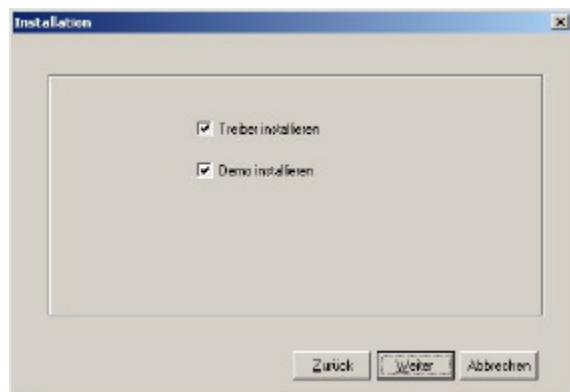 Installation
Treiber installieren
Demo installieren
Zurück
Weiter
Abbrechen